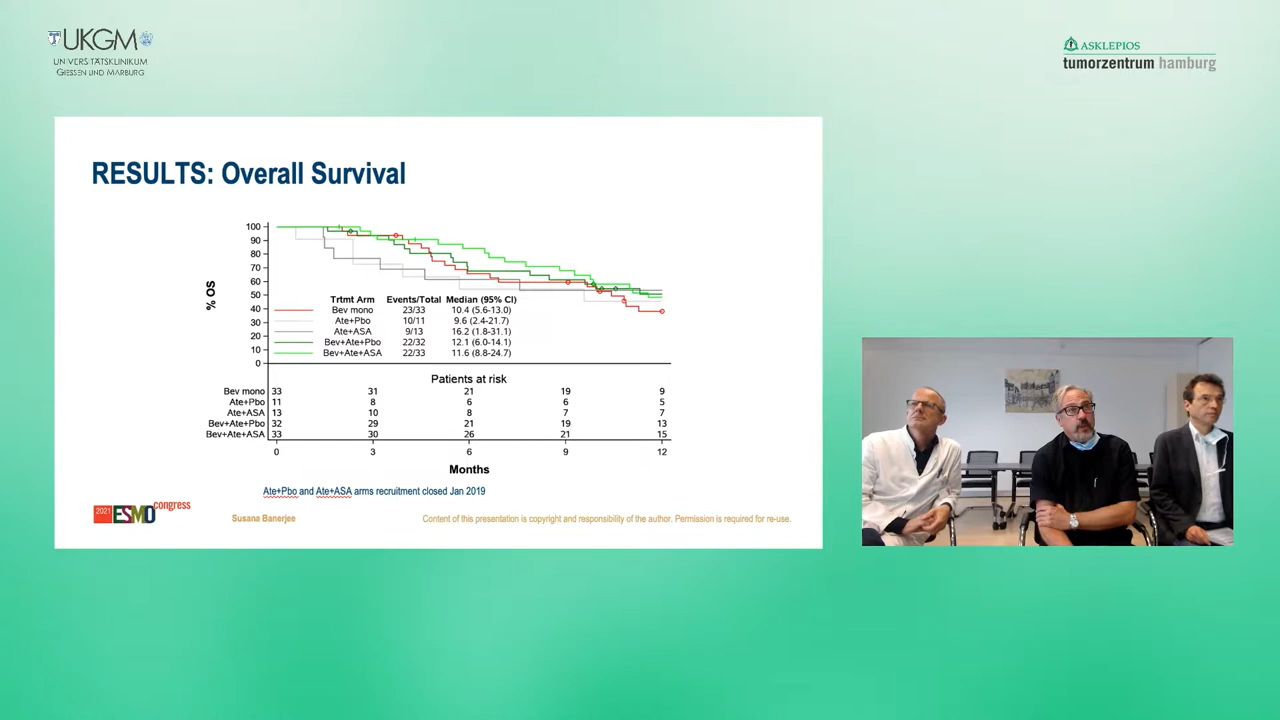 UKGM
UNIVERSITÄTSKLINIKUM
GIESSEN UND MARBURG
ASKLEPIOS
tumorzentrum hamburg
RESULTS: Overall Survival
100
90
80
70
60
50
40
30
20
10
0
% OS
Trtmt Arm Events/Total Median (95% CI)
Bev mono 23/33 10.4 (5.6-13.0)
Ate+Pbo 10/11 9.6 (2.4-21.7)
Ate+ASA 9/13 16.2 (1.8-31.1)
Bev+Ate+Pbo 22/32 12.1 (6.0-14.1)
Bev+Ate+ASA 22/33 11.6 (8.8-24.7)
Patients at risk
Bev mono 33 31 21 19 9
Ate+Pbo 11 8 6 6 5
Ate+ASA 13 10 8 7 7
Bev+Ate+Pbo 32 29 21 19 13
Bev+Ate+ASA 33 30 26 21 15
0 3 6 9 12
Months
Ate+Pbo and Ate+ASA arms recruitment closed Jan 2019
2021 ESMO congress
Susana Banerjee
Content of this presentation is copyright and responsibility of the author. Permission is required for re-use.